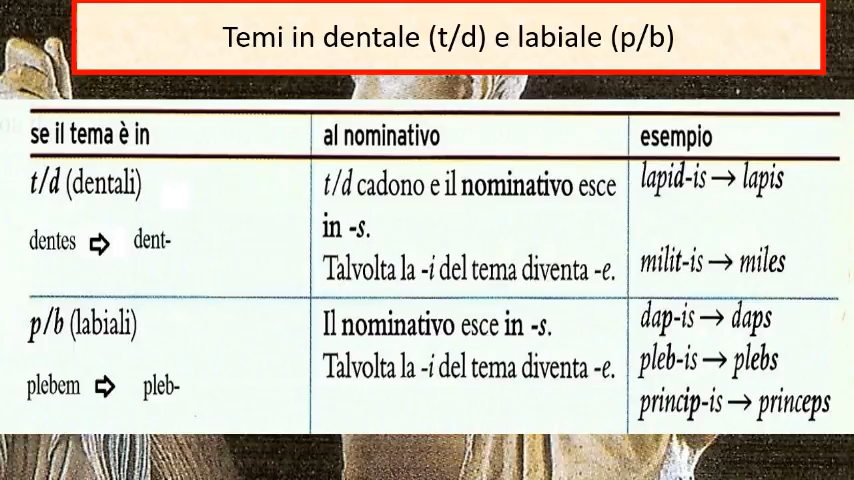 Temi in dentale (t/d) e labiale (p/b)
se il tema è in
al nominativo
esempio
t/d (dentali)
dentes ⇨ dent-
t/d cadono e il nominativo esce
in -s.
Talvolta la -i del tema diventa -e.
lapid-is → lapis
milit-is → miles
p/b (labiali)
plebem ⇨ pleb-
Il nominativo esce in -s.
Talvolta la -i del tema diventa -e.
dap-is → daps
pleb-is → plebs
princip-is → princeps